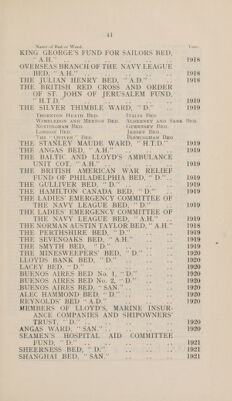 41
Name of Bed or Ward. Year.
KING GEORGE'S FUND FOR SAILORS BED,
"A.H." .. .. .. .. 1918
OVERSEAS BRANCH OF THE NAVY LEAGUE
BED, "A.H." .. .. .. 1918
THE JULIAN HENRY BED, "A.D." .. 1918
THE BRITISH RED CROSS AND ORDER
OF ST. JOHN OF JERUSALEM FUND,
"H.T.D." .. .. .. .. 1919
THE SILVER THIMBLE WARD, "D." .. 1919
THORNTON HEATH BED. ITALIE BED.
WIMBLEDON AND MERTON BED. ALDERNEY AND SARK BED.
NOTTINGHAM BED. GUERNSEY BED.
LONDON BED. JERSEY BED.
THE "OLIVER" BED. BIRMINGHAM BED.
THE STANLEY MAUDE WARD, "H.T.D." 1919
THE ANGAS BED, "A.H." .. .. 1919
THE BALTIC AND LLOYD'S AMBULANCE
UNIT COT, "A.H." .. .. .. 1919
THE BRITISH AMERICAN WAR RELIEF
FUND OF PHILADELPHIA BED, "D." .. 1919
THE GULLIVER BED, "D." .. .. 1919
THE HAMILTON CANADA BED, "D." .. 1919
THE LADIES' EMERGENCY COMMITTEE OF
THE NAVY LEAGUE BED, "D." .. 1919
THE LADIES' EMERGENCY COMMITTEE OF
THE NAVY LEAGUE BED, "A.H." .. 1919
THE NORMAN AUSTIN TAYLOR BED, "A.H." 1918
THE PERTHSHIRE BED, "D." .. .. 1919
THE SEVENOAKS BED, "A.H." .. .. 1919
THE SMYTH BED, "D." .. .. .. 1919
THE MINESWEEPERS' BED, "D." .. .. 1920
LLOYDS BANK BED, "D." .. .. .. 1920
LACEY BED, "D." .. .. .. .. 1920
BUENOS AIRES BED No. 1, "D." .. .. 1920
BUENOS AIRES BED No. 2, "D." .. .. 1920
BUENOS AIRES BED, "SAN." .. .. 1920
ALEC HAMMOND BED, "D." .. .. 1920
REYNOLDS' BED "A.D." .. .. .. 1920
MEMBERS OF LLOYD'S, MARINE INSUR-
ANCE COMPANIES AND SHIPOWNERS'
TRUST, "D." .. .. .. .. 1920
ANGAS WARD, "SAN." .. .. .. 1920
SEAMEN'S HOSPITAL AID COMMITTEE
FUND, "D." .. .. .. .. 1921
SHEERNESS BED, "D." .. .. .. 1921
SHANGHAI BED, "SAN." .. .. .. 1921